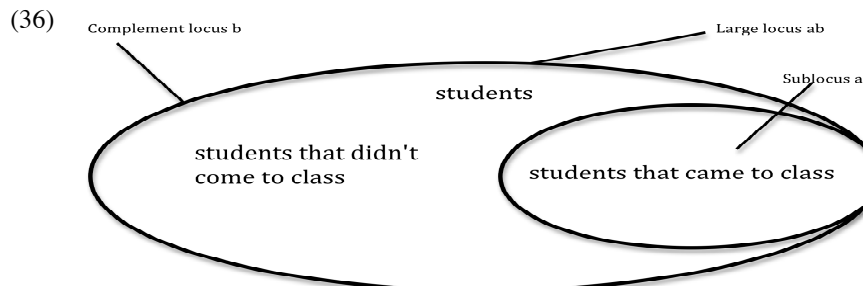 (36)
Complement locus b
Large locus ab
Sublocus a
students
students that didn't
come to class
students that came to class